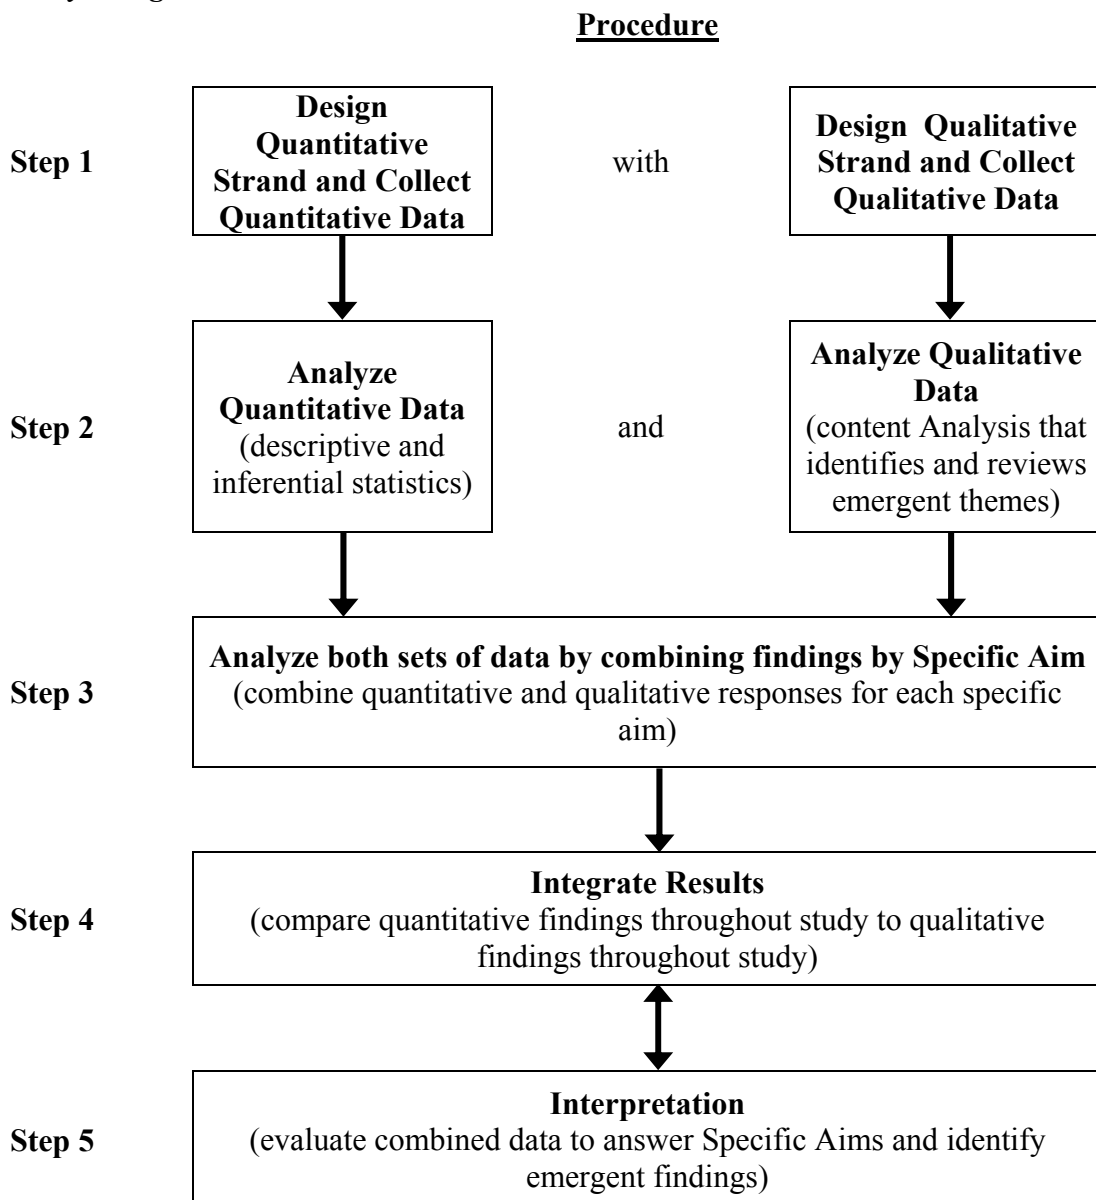 Procedure
Design
Quantitative
Strand and Collect
Quantitative Data
Step 1
with
Design  Qualitative
Strand and Collect
Qualitative Data
Analyze
Quantitative Data
(descriptive and
inferential statistics)
Step 2
and
Analyze Qualitative
Data
(content Analysis that
identifies and reviews
emergent themes)
Step 3
Analyze both sets of data by combining findings by Specific Aim
(combine quantitative and qualitative responses for each specific
aim)
Step 4
Integrate Results
(compare quantitative findings throughout study to qualitative
findings throughout study)
Step 5
Interpretation
(evaluate combined data to answer Specific Aims and identify
emergent findings)